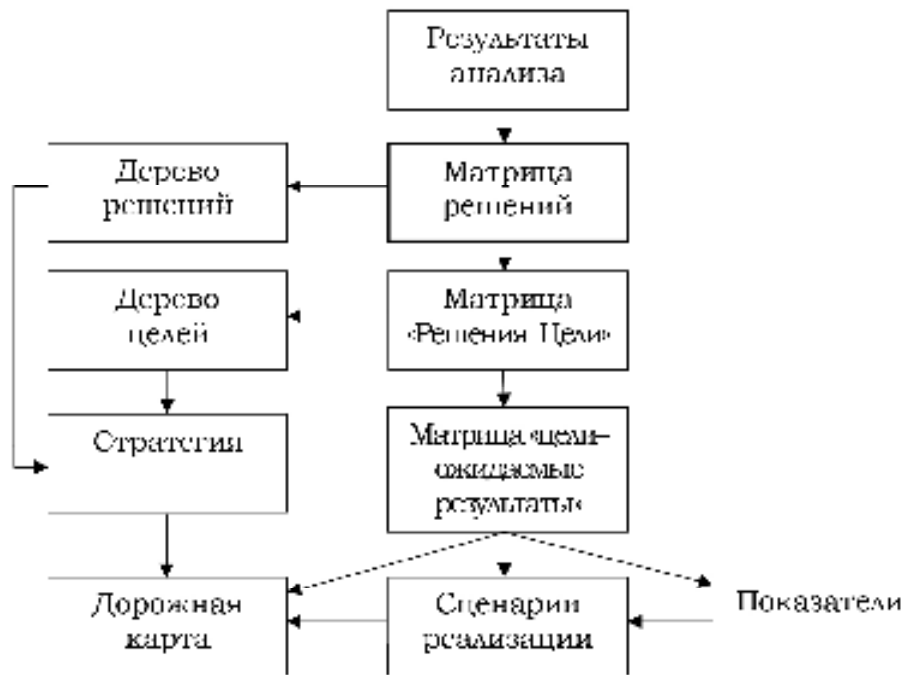 Результаты
анализа
Дерево
решений
Матрица
решений
Дерево
целей
Матрица
«Решения Цели»
Стратегия
Матрица «цели–
ожидаемые
результаты»
Дорожная
карта
Сценарии
реализации
Показатели